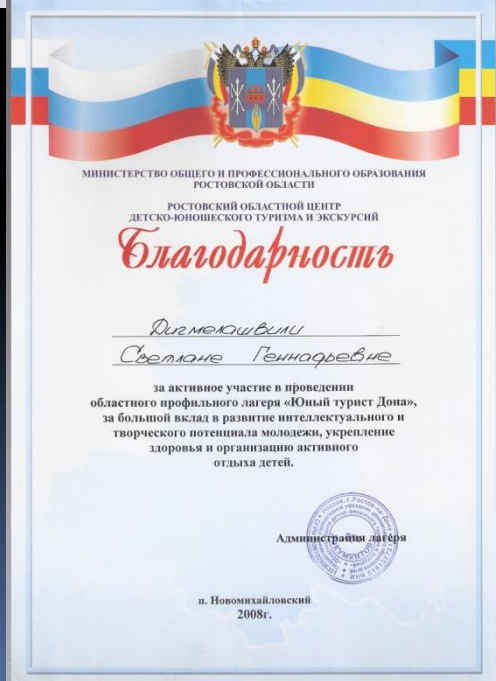 МИНИСТЕРСТВО ОБЩЕГО И ПРОФЕССИОНАЛЬНОГО ОБРАЗОВАНИЯ
РОСТОВСКОЙ ОБЛАСТИ
РОСТОВСКИЙ ОБЛАСТНОЙ ЦЕНТР
ДЕТСКО-ЮНОШЕСКОГО ТУРИЗМА И ЭКСКУРСИЙ
Благодарность
Дигмелашвили
Светлане Геннадьевне
за активное участие в проведении
областного профильного лагеря «Юный турист Дона»,
за большой вклад в развитие интеллектуального и
творческого потенциала молодежи, укрепление
здоровья и организацию активного
отдыха детей.
Администрация лагеря
п. Новомихайловский
2008г.